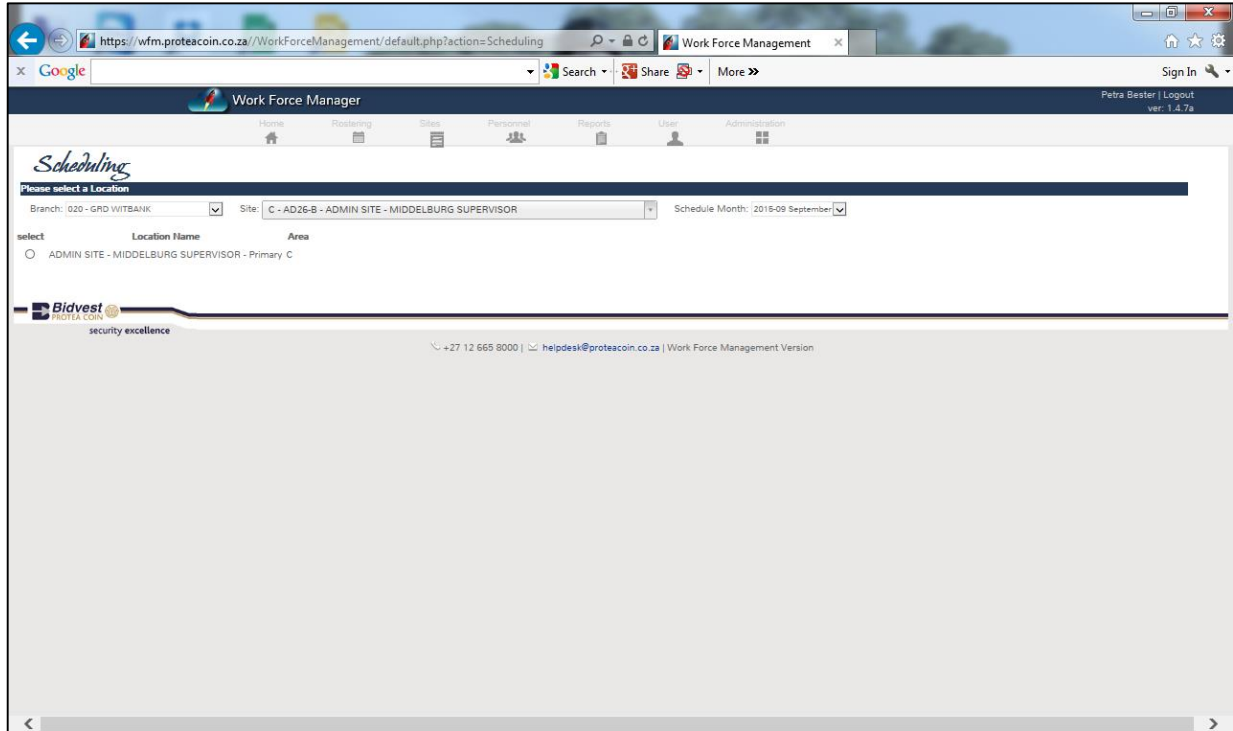 https://wfm.proteacoin.co.za//WorkForceManagement/default.php?action=Scheduling
Work Force Management
x Google Search Share More »
Sign In
Work Force Manager
Petra Bester | Logout
ver: 1.4.7a
Home Rostering Sites Personnel Reports User Administration
Scheduling
Please select a Location
Branch: 020 - GRD WITBANK Site: C - AD26-B - ADMIN SITE - MIDDELBURG SUPERVISOR Schedule Month: 2015-09 September
select Location Name Area
ADMIN SITE - MIDDELBURG SUPERVISOR - Primary C
Bidvest
PROTEA COIN
security excellence
+27 12 665 8000 | helpdesk@proteacoin.co.za | Work Force Management Version